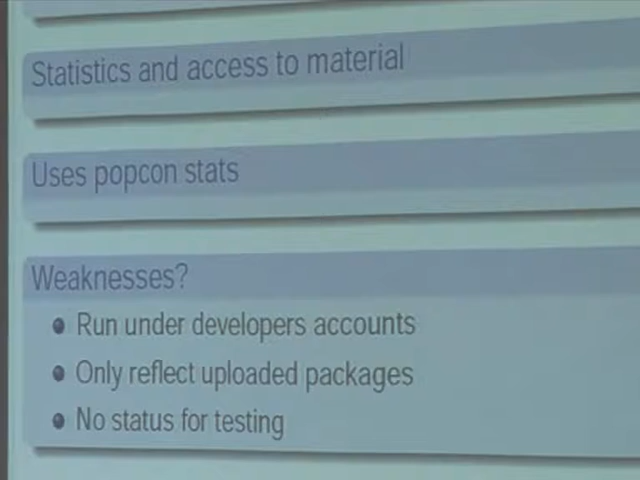 Statistics and access to material
Uses popcon stats
Weaknesses?
Run under developers accounts
Only reflect uploaded packages
No status for testing